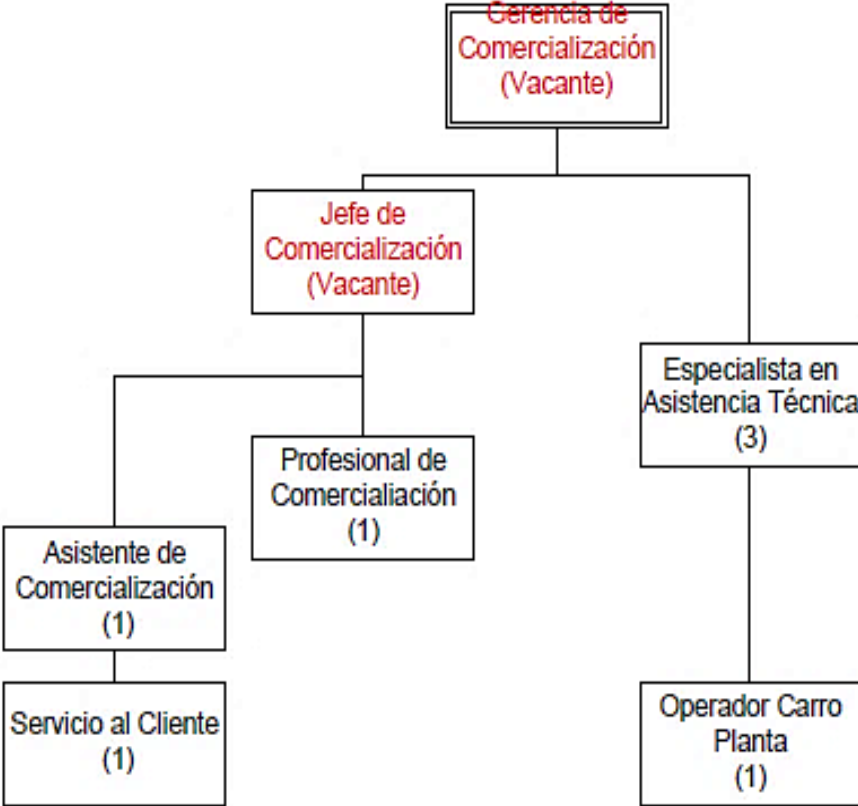 Gerencia de
Comercialización
(Vacante)
Jefe de
Comercialización
(Vacante)
Especialista en
Asistencia Técnica
(3)
Profesional de
Comercialiación
(1)
Asistente de
Comercialización
(1)
Servicio al Cliente
(1)
Operador Carro
Planta
(1)